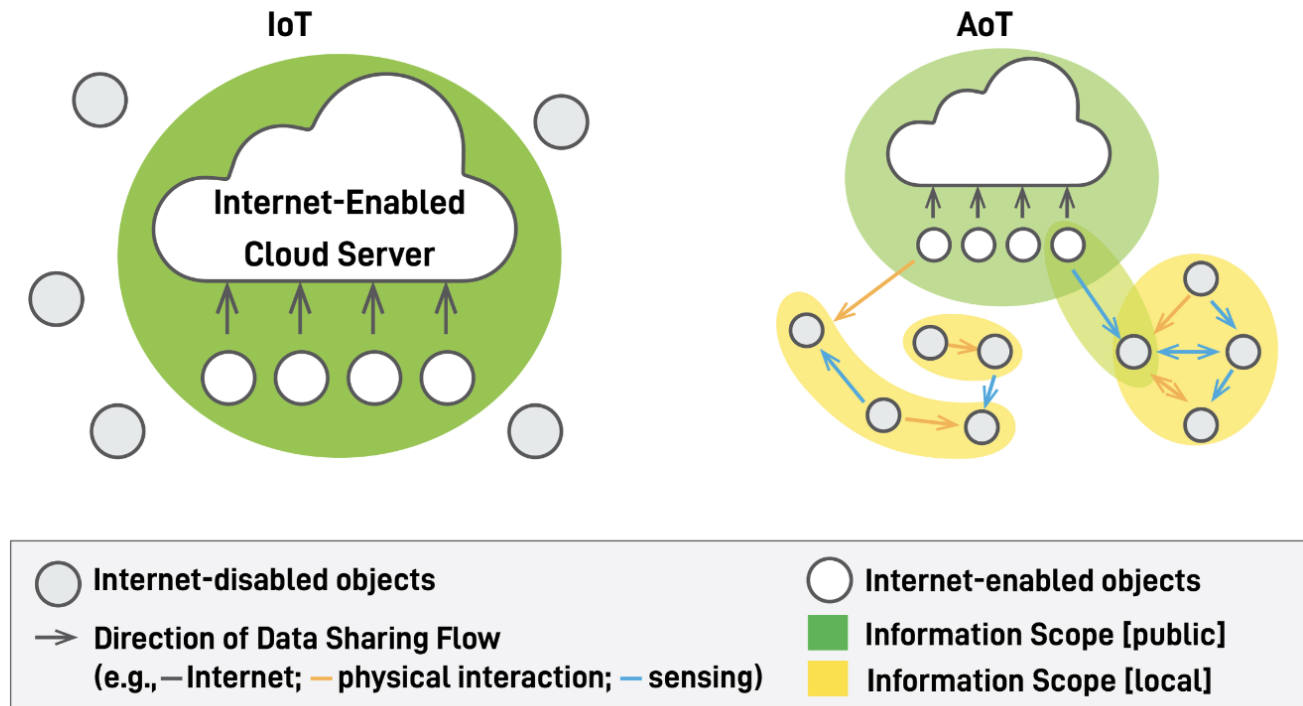 IoT
AoT
Internet-Enabled
Cloud Server
Internet-disabled objects
Direction of Data Sharing Flow
(e.g., — Internet; — physical interaction; — sensing)
Internet-enabled objects
Information Scope [public]
Information Scope [local]